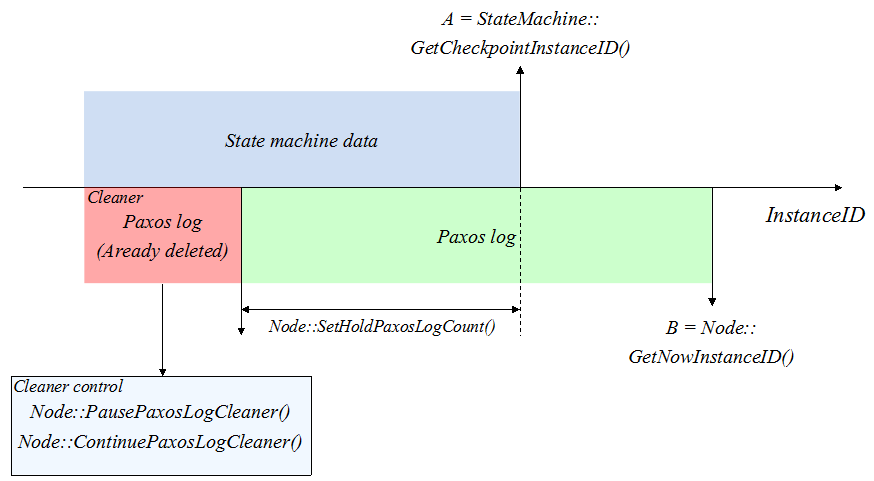 A = StateMachine::
GetCheckpointInstanceID()
State machine data
Cleaner
Paxos log
(Aready deleted)
Paxos log
InstanceID
Node::SetHoldPaxosLogCount()
B = Node::
GetNowInstanceID()
Cleaner control
Node::PausePaxosLogCleaner()
Node::ContinuePaxosLogCleaner()